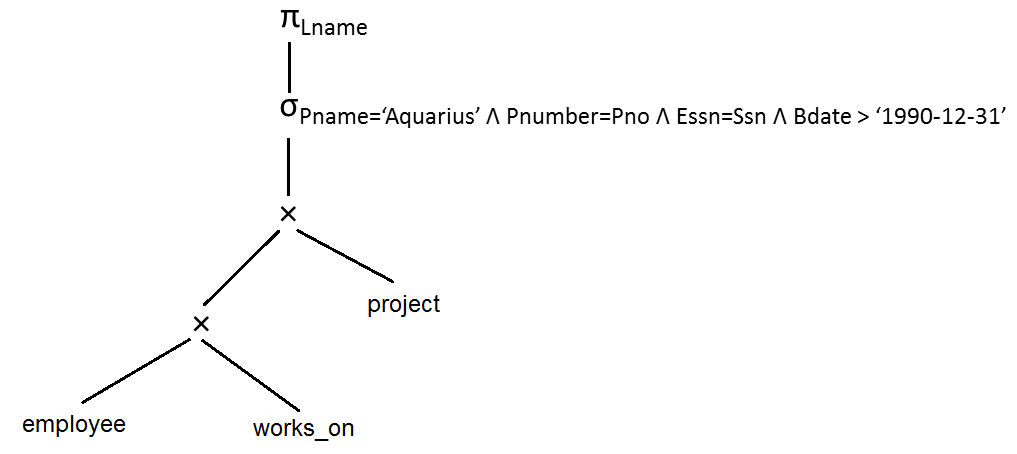 πLname
σPname=‘Aquarius’ Λ Pnumber=Pno Λ Essn=Ssn Λ Bdate > ‘1990-12-31’
×
project
×
employee
works_on